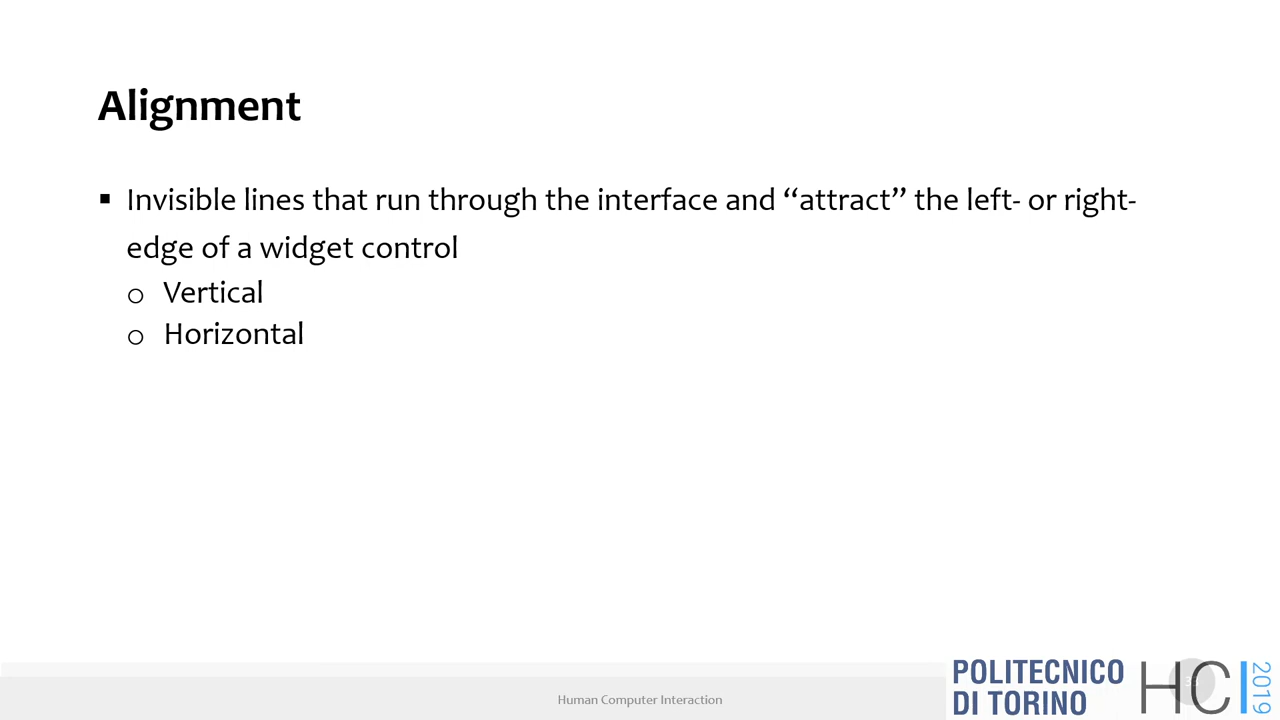 Alignment
▪ Invisible lines that run through the interface and “attract” the left- or right-
edge of a widget control
o Vertical
o Horizontal
Human Computer Interaction
POLITECNICO
DI TORINO
HCI
2019